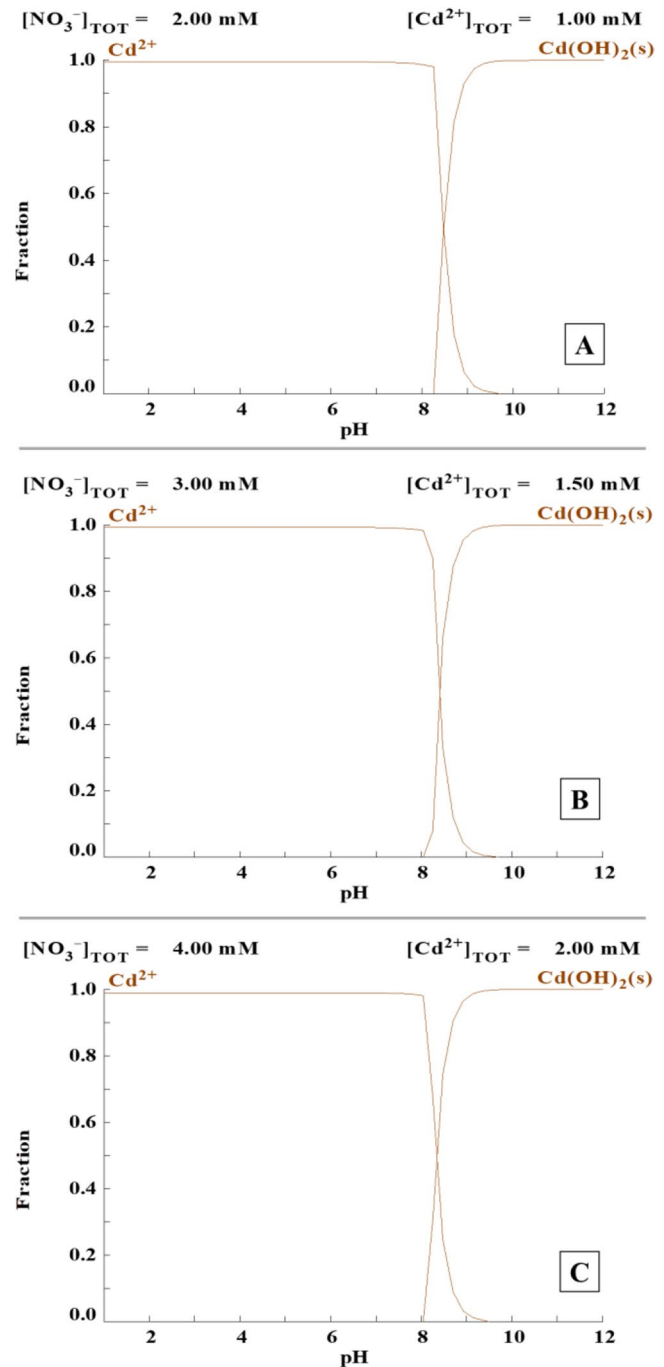 [NO₃⁻]TOT = 2.00 mM [Cd²⁺]TOT = 1.00 mM
Cd²⁺ Cd(OH)₂(s)
1.0
0.8
0.6
0.4
0.2
0.0
Fraction
A
2 4 6 8 10 12
pH
[NO₃⁻]TOT = 3.00 mM [Cd²⁺]TOT = 1.50 mM
Cd²⁺ Cd(OH)₂(s)
1.0
0.8
0.6
0.4
0.2
0.0
Fraction
B
2 4 6 8 10 12
pH
[NO₃⁻]TOT = 4.00 mM [Cd²⁺]TOT = 2.00 mM
Cd²⁺ Cd(OH)₂(s)
1.0
0.8
0.6
0.4
0.2
0.0
Fraction
C
2 4 6 8 10 12
pH